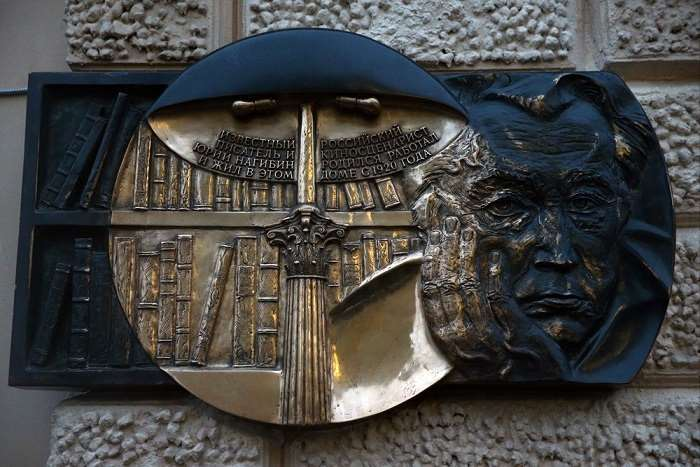 ИЗВЕСТНЫЙ РОССИЙСКИЙ
ПИСАТЕЛЬ И КИНОСЦЕНАРИСТ
ЮРИЙ НАГИБИН РОДИЛСЯ, РАБОТАЛ
И ЖИЛ В ЭТОМ ДОМЕ С 1920 ГОДА